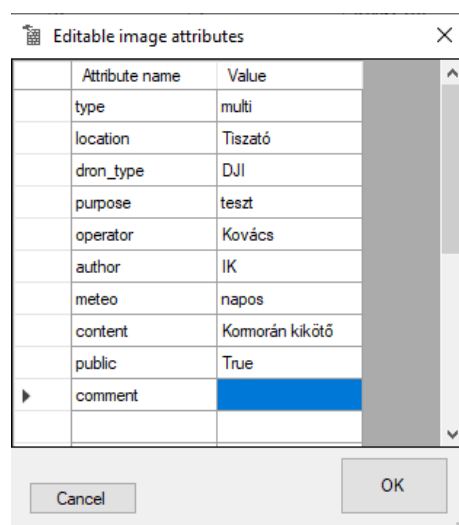 Editable image attributes
Attribute name Value
type multi
location Tiszató
dron_type DJI
purpose teszt
operator Kovács
author IK
meteo napos
content Kormorán kikötő
public True
comment
Cancel OK